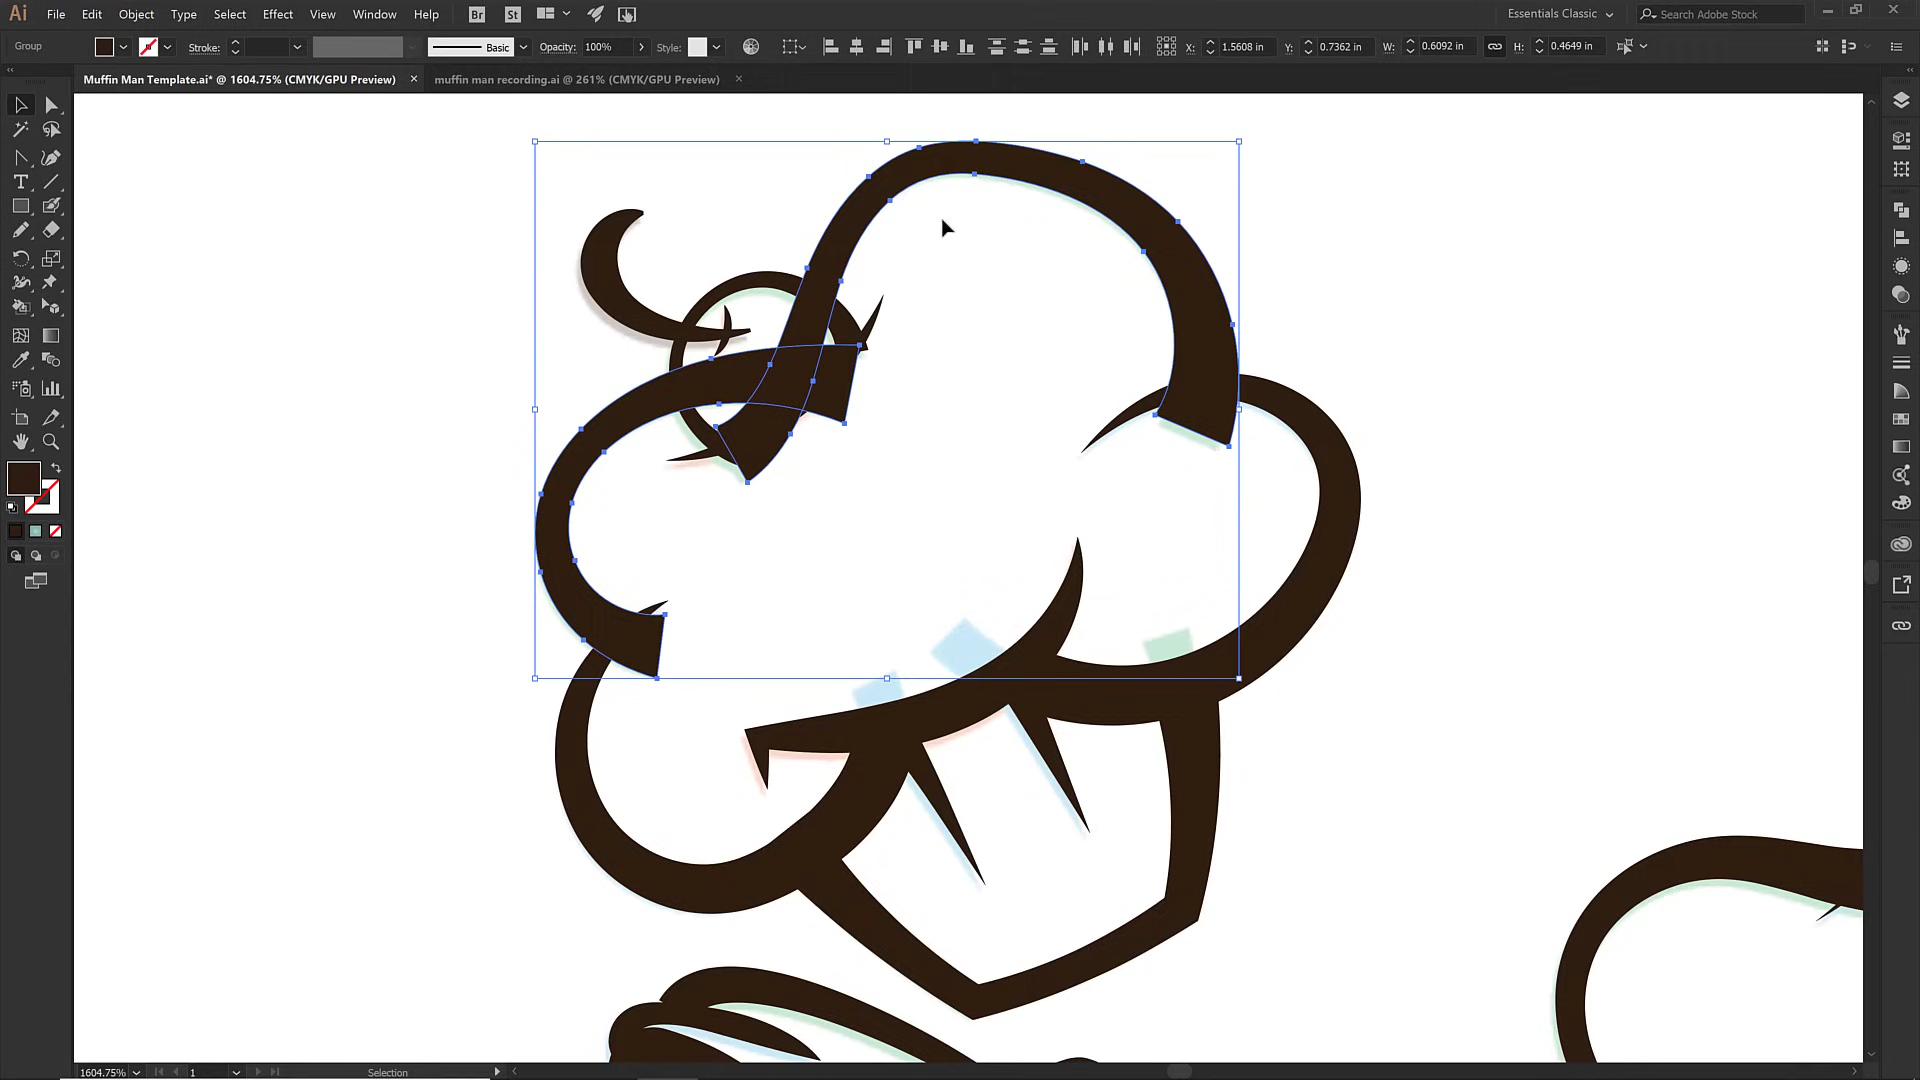 Ai File Edit Object Type Select Effect View Window Help Br St Essentials Classic Search Adobe Stock
Group Stroke: Basic Opacity: 100% Style: X: 1.5608 in Y: 0.7362 in W: 0.6092 in H: 0.4649 in
Muffin Man Template.ai* @ 1604.75% (CMYK/GPU Preview) × muffin man recording.ai @ 261% (CMYK/GPU Preview) ×
1604.75% 1 Selection